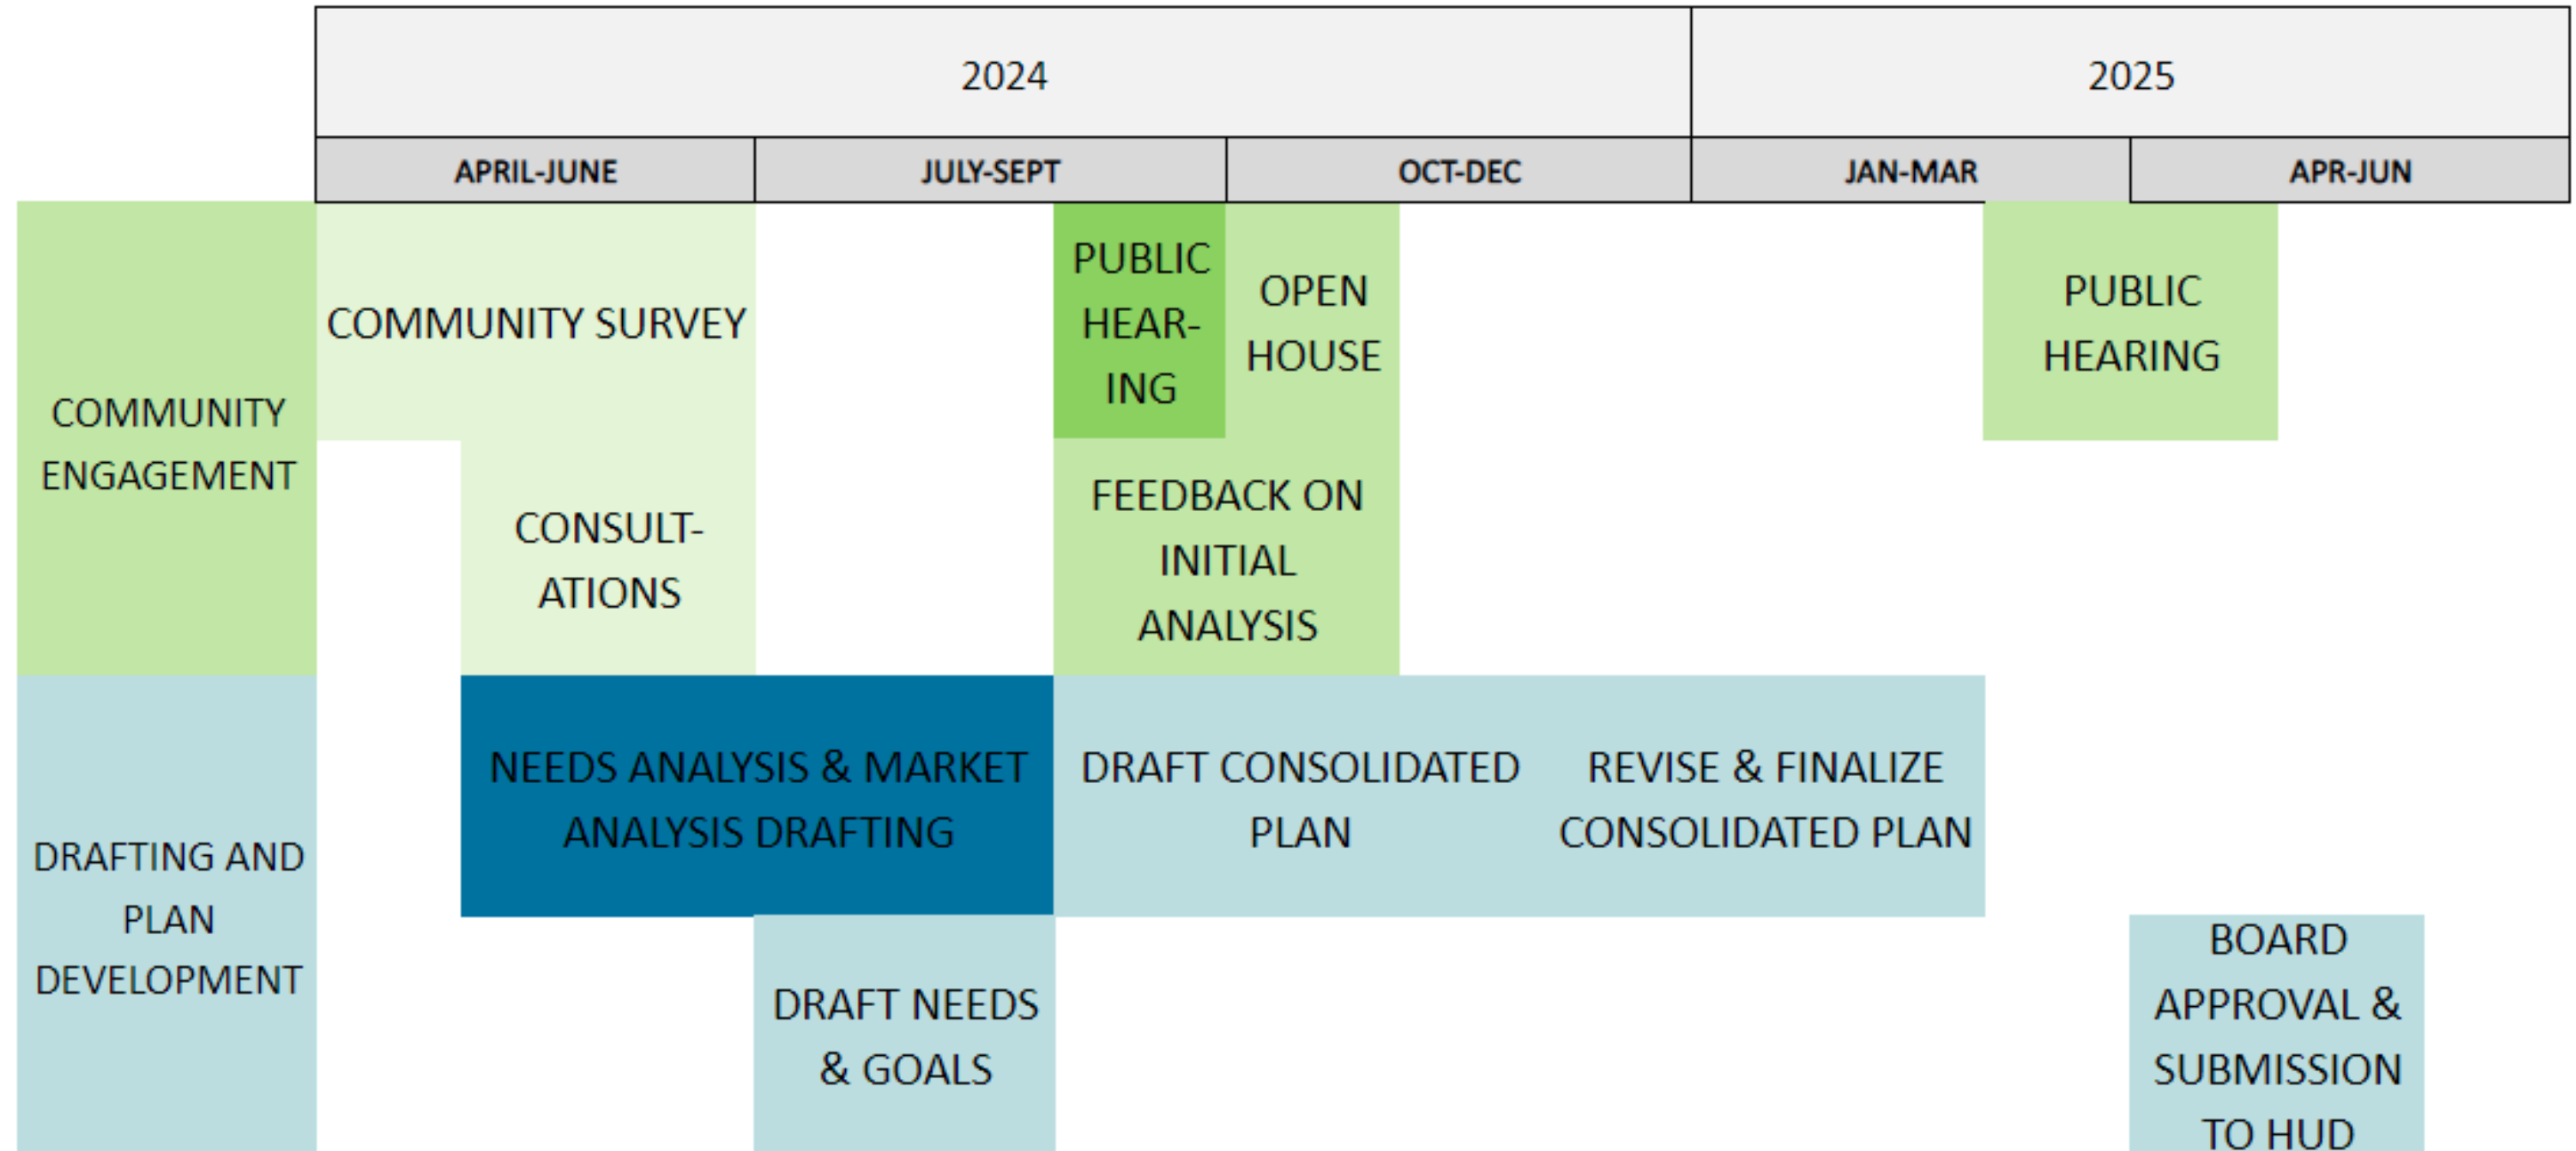 2024
2025
APRIL-JUNE
JULY-SEPT
OCT-DEC
JAN-MAR
APR-JUN
COMMUNITY
ENGAGEMENT
COMMUNITY SURVEY
PUBLIC
HEAR-
ING
OPEN
HOUSE
PUBLIC
HEARING
CONSULT-
ATIONS
FEEDBACK ON
INITIAL
ANALYSIS
DRAFTING AND
PLAN
DEVELOPMENT
NEEDS ANALYSIS & MARKET
ANALYSIS DRAFTING
DRAFT CONSOLIDATED
PLAN
REVISE & FINALIZE
CONSOLIDATED PLAN
DRAFT NEEDS
& GOALS
BOARD
APPROVAL &
SUBMISSION
TO HUD